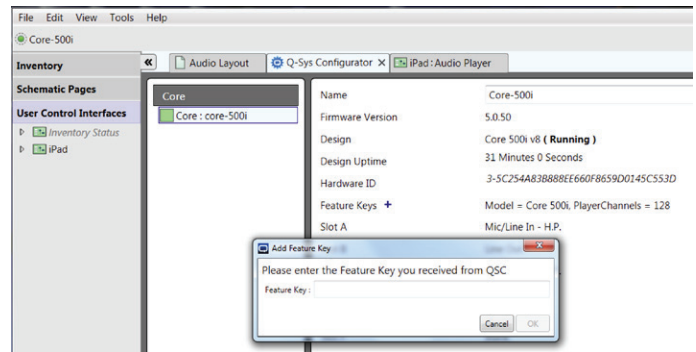 File Edit View Tools Help
Core-500i
Inventory
Schematic Pages
User Control Interfaces
Inventory Status
iPad
« Audio Layout Q-Sys Configurator × iPad : Audio Player
Core
Core : core-500i
Name Core-500i
Firmware Version 5.0.50
Design Core 500i v8 ( Running )
Design Uptime 31 Minutes 0 Seconds
Hardware ID 3-5C254A83B888EE660F8659D0145C553D
Feature Keys + Model = Core 500i, PlayerChannels = 128
Slot A Mic/Line In - H.P.
Add Feature Key
Please enter the Feature Key you received from QSC
Feature Key :
Cancel OK